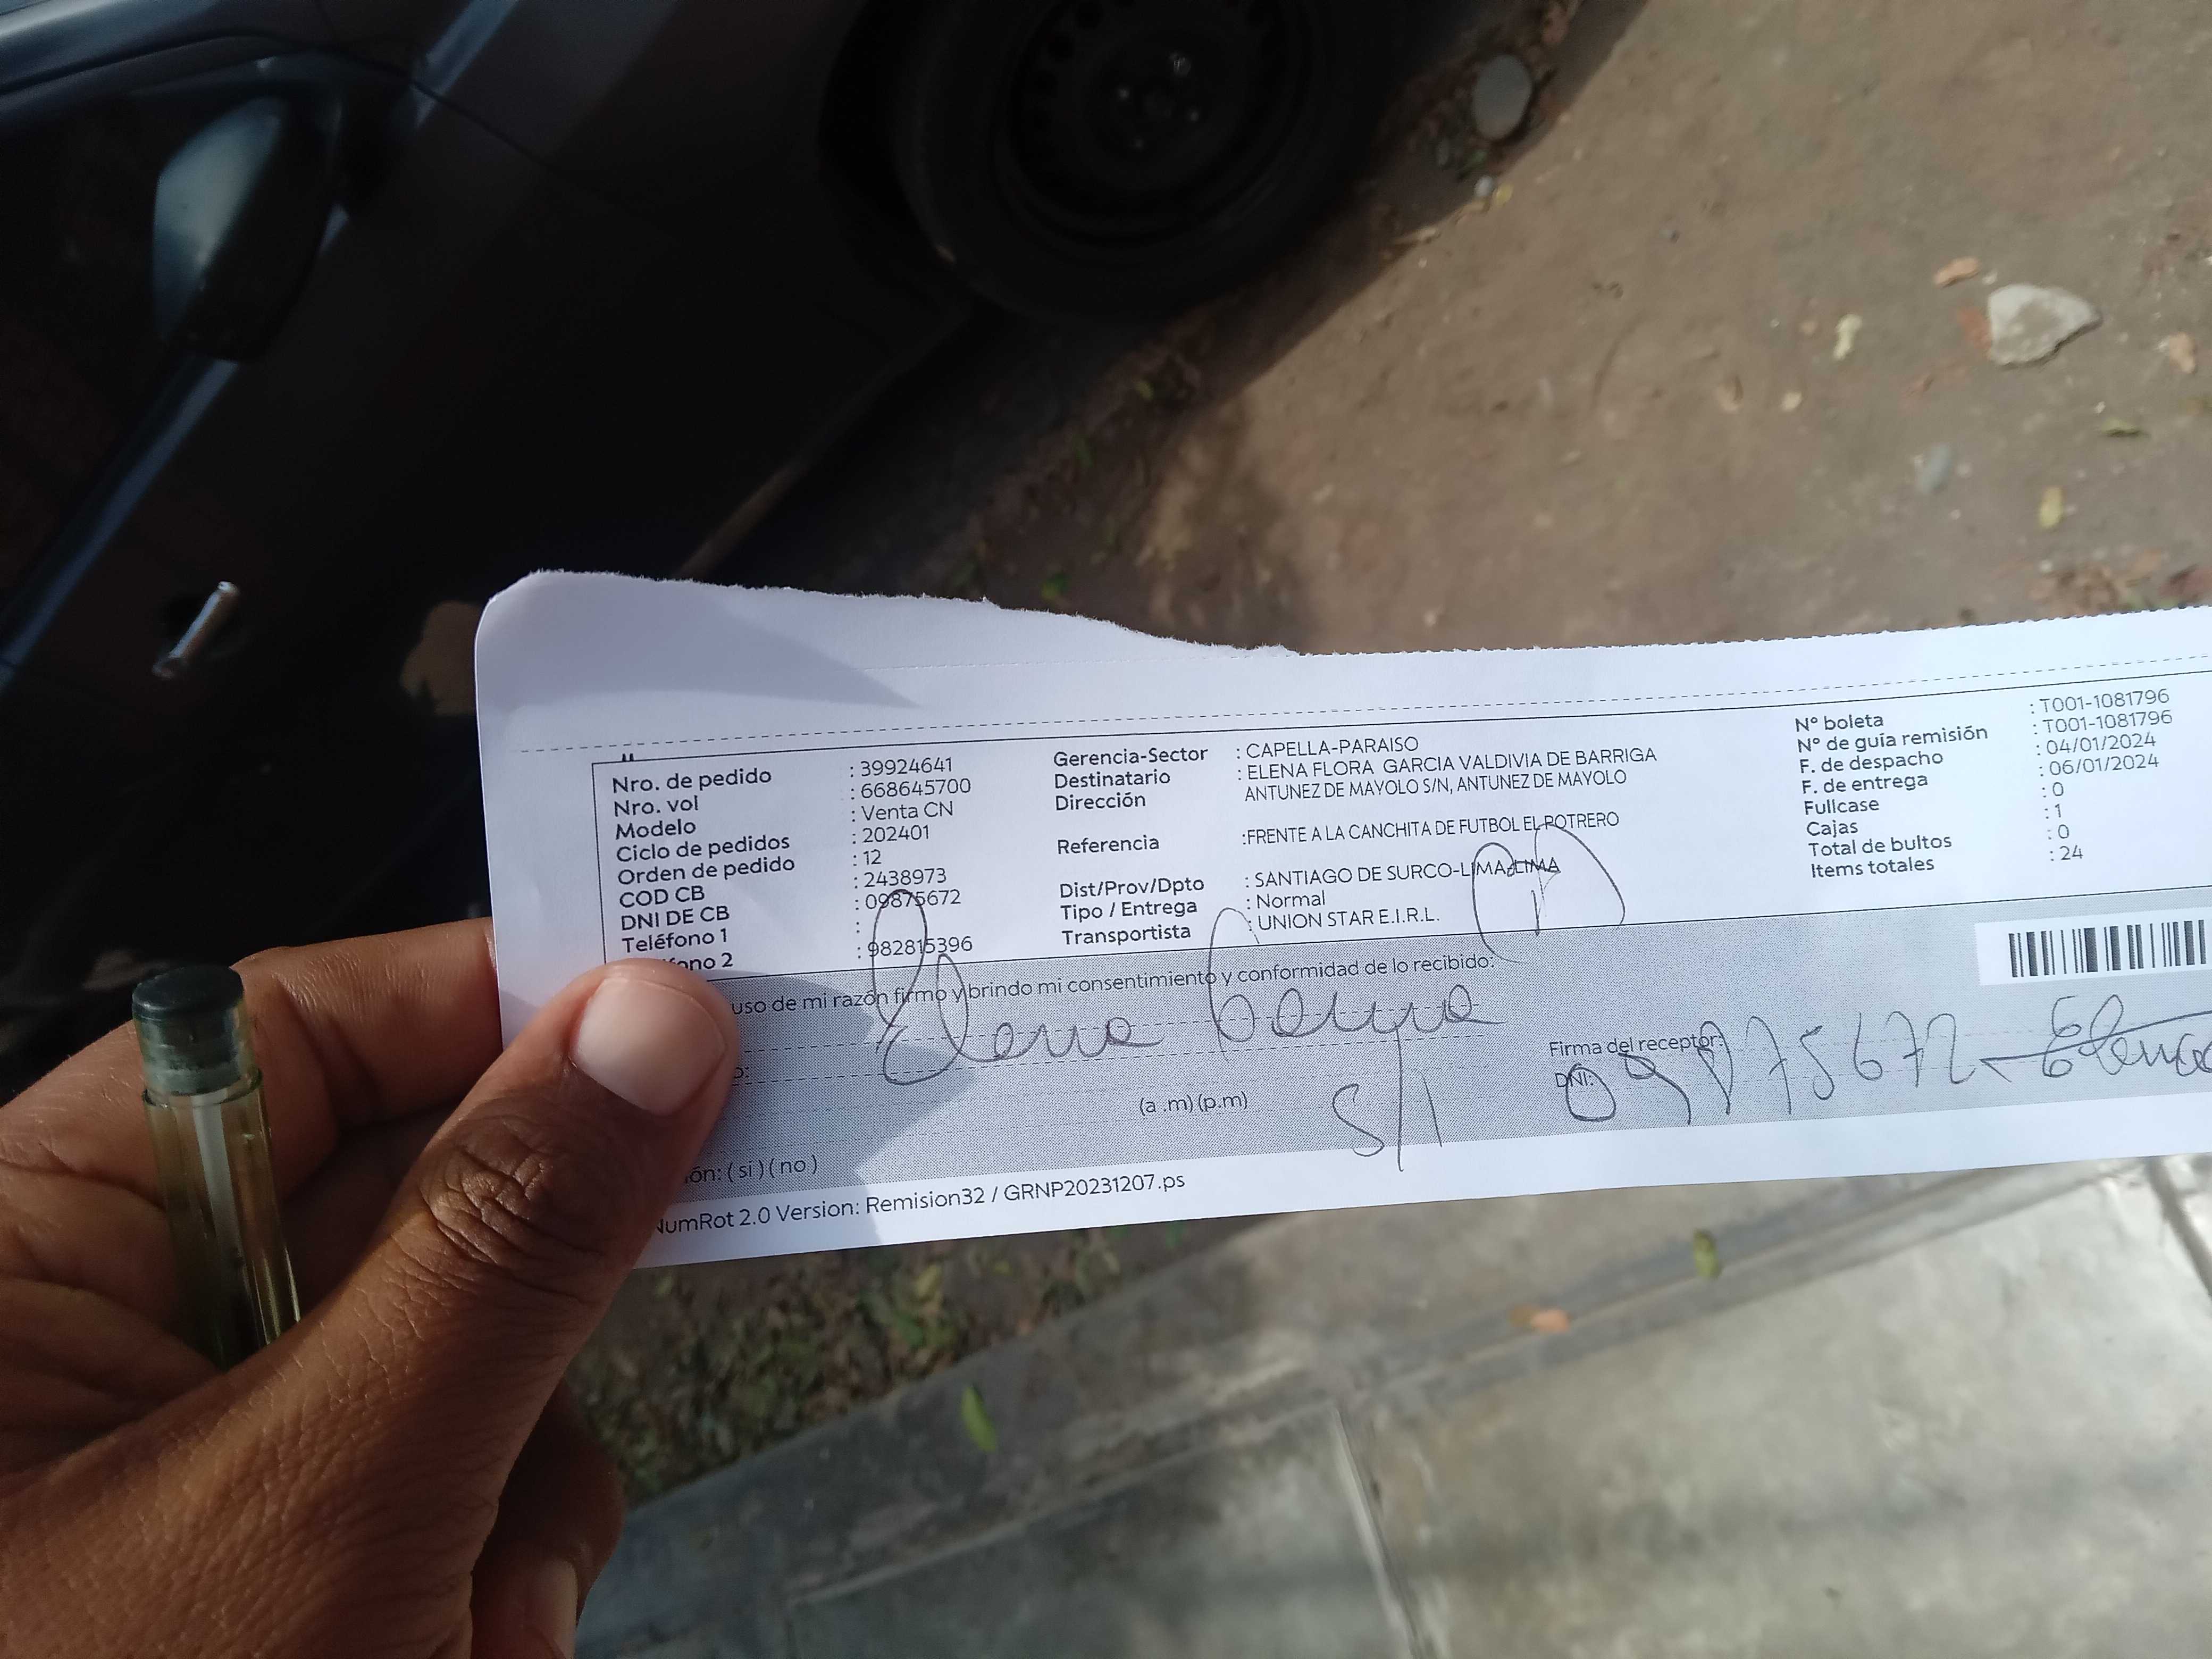 Nro. de pedido : 39924641
Nro. vol : 668645700
Modelo : Venta CN
Ciclo de pedidos : 202401
Orden de pedido : 12
COD CB : 2438973
DNI DE CB : 09875672
Teléfono 1 :
fono 2 : 982815396
Gerencia-Sector : CAPELLA-PARAISO
Destinatario : ELENA FLORA GARCIA VALDIVIA DE BARRIGA
Dirección ANTUNEZ DE MAYOLO S/N, ANTUNEZ DE MAYOLO
Referencia :FRENTE A LA CANCHITA DE FUTBOL EL POTRERO
Dist/Prov/Dpto : SANTIAGO DE SURCO-LIMA-LIMA
Tipo / Entrega : Normal
Transportista : UNION STAR E.I.R.L.
Nº boleta : T001-1081796
Nº de guía remisión : T001-1081796
F. de despacho : 04/01/2024
F. de entrega : 06/01/2024
Fullcase : 0
Cajas : 1
Total de bultos : 0
Items totales : 24
uso de mi razón firmo y brindo mi consentimiento y conformidad de lo recibido:
Elena
o:
Firma del receptor:
DNI: 09875672
(a .m) (p.m)
S/
ión: ( si ) ( no )
NumRot 2.0 Version: Remision32 / GRNP20231207.ps